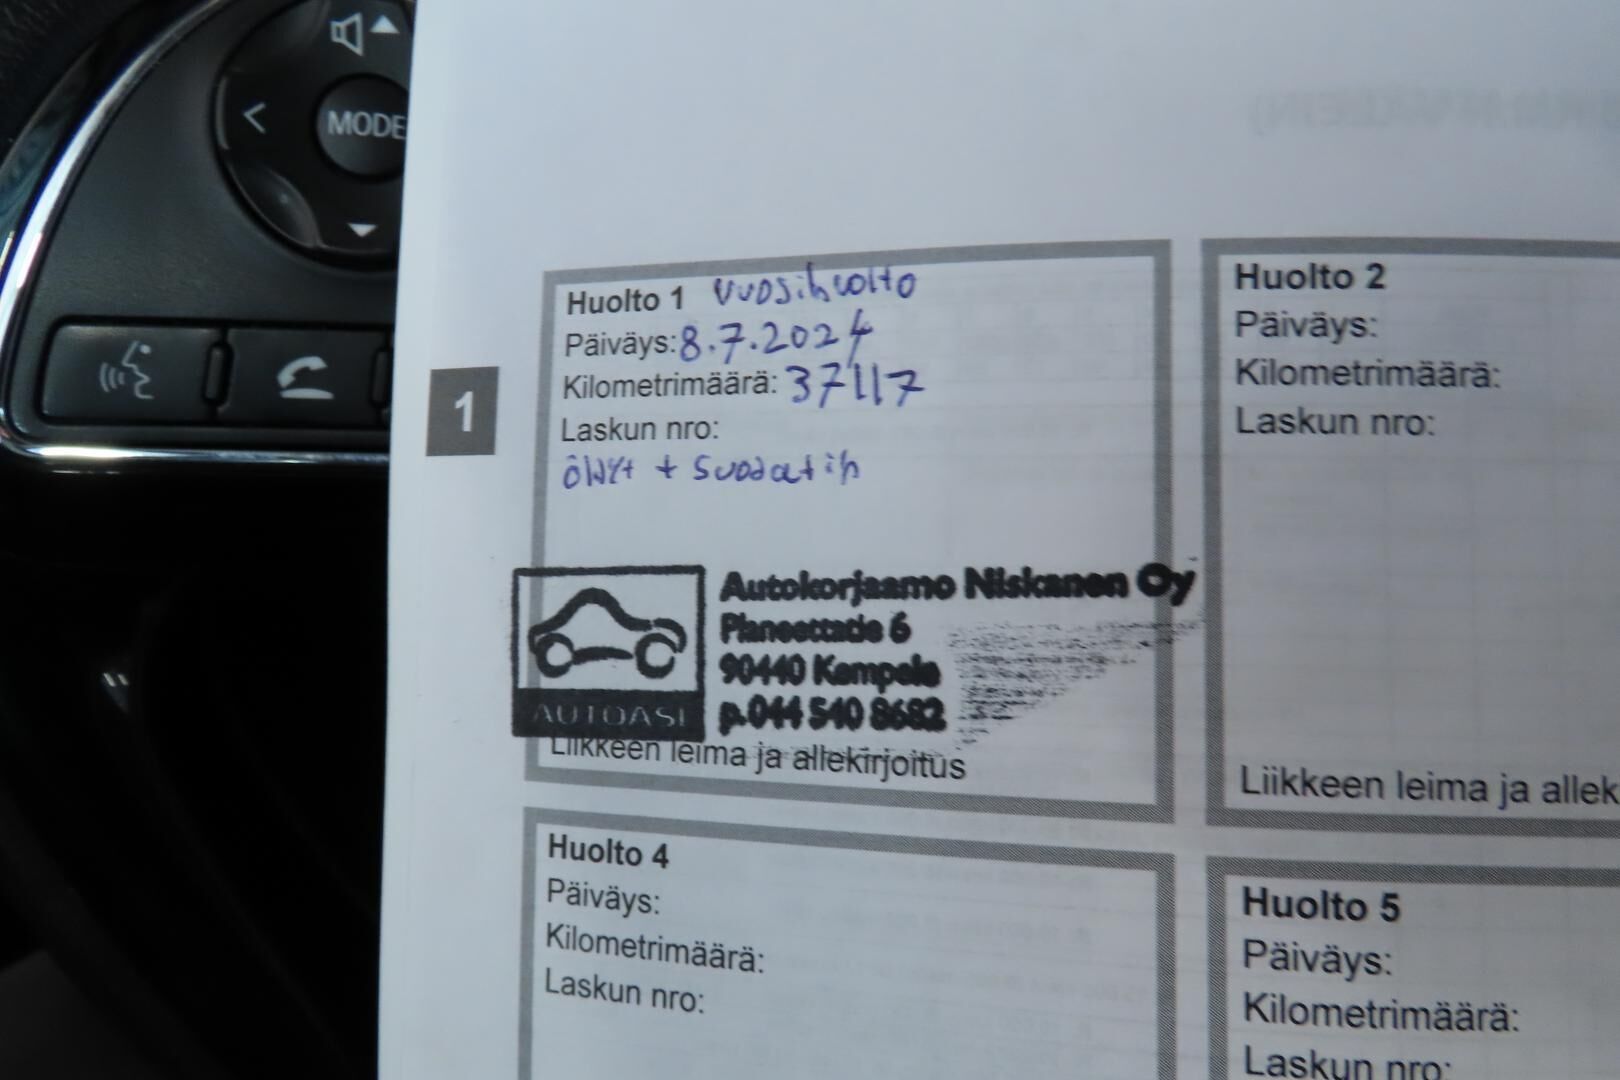 MODE
1
Huolto 1 vuosihuolto
Päiväys: 8.7.2024
Kilometrimäärä: 37117
Laskun nro:
öljyt + suodatin
Autokorjaamo Niskanen Oy
Planeettatie 6
90440 Kempele
p.044 540 8682
AUTOASI
Liikkeen leima ja allekirjoitus
Huolto 2
Päiväys:
Kilometrimäärä:
Laskun nro:
Liikkeen leima ja allek
Huolto 4
Päiväys:
Kilometrimäärä:
Laskun nro:
Huolto 5
Päiväys:
Kilometrimäärä:
Laskun nro: